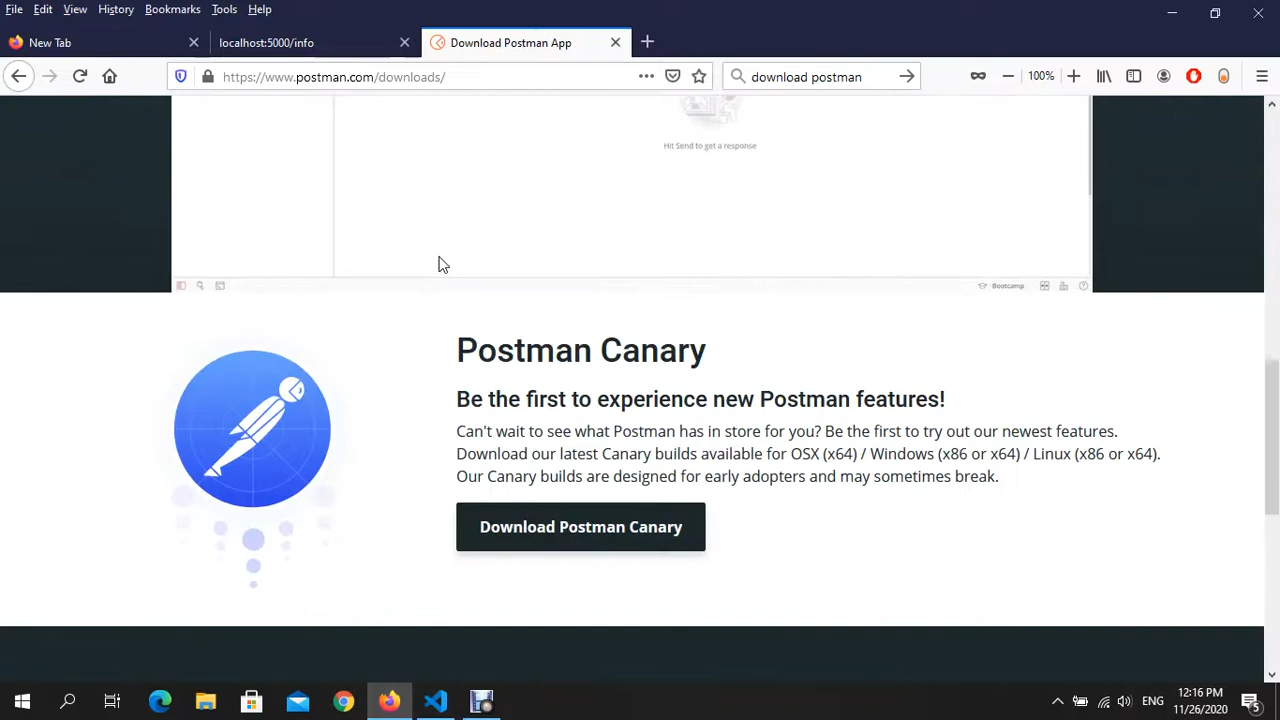 File Edit View History Bookmarks Tools Help
New Tab
localhost:5000/info
Download Postman App
https://www.postman.com/downloads/
download postman
100%
Hit Send to get a response
Bootcamp
Postman Canary
Be the first to experience new Postman features!
Can't wait to see what Postman has in store for you? Be the first to try out our newest features.
Download our latest Canary builds available for OSX (x64) / Windows (x86 or x64) / Linux (x86 or x64).
Our Canary builds are designed for early adopters and may sometimes break.
Download Postman Canary
ENG
12:16 PM
11/26/2020
5